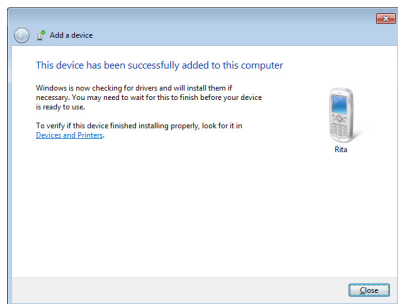 Add a device
This device has been successfully added to this computer
Windows is now checking for drivers and will install them if
necessary. You may need to wait for this to finish before your device
is ready to use.
To verify if this device finished installing properly, look for it in
Devices and Printers.
Rita
Close